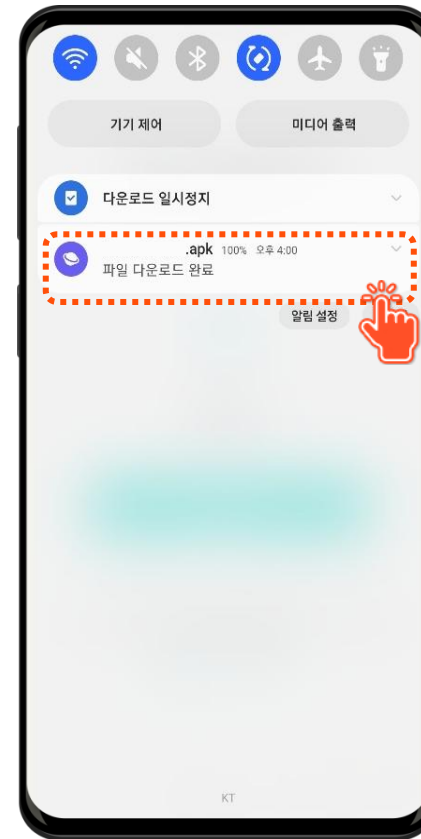 기기 제어
미디어 출력
다운로드 일시정지
.apk 100% 오후 4:00
파일 다운로드 완료
알림 설정
KT